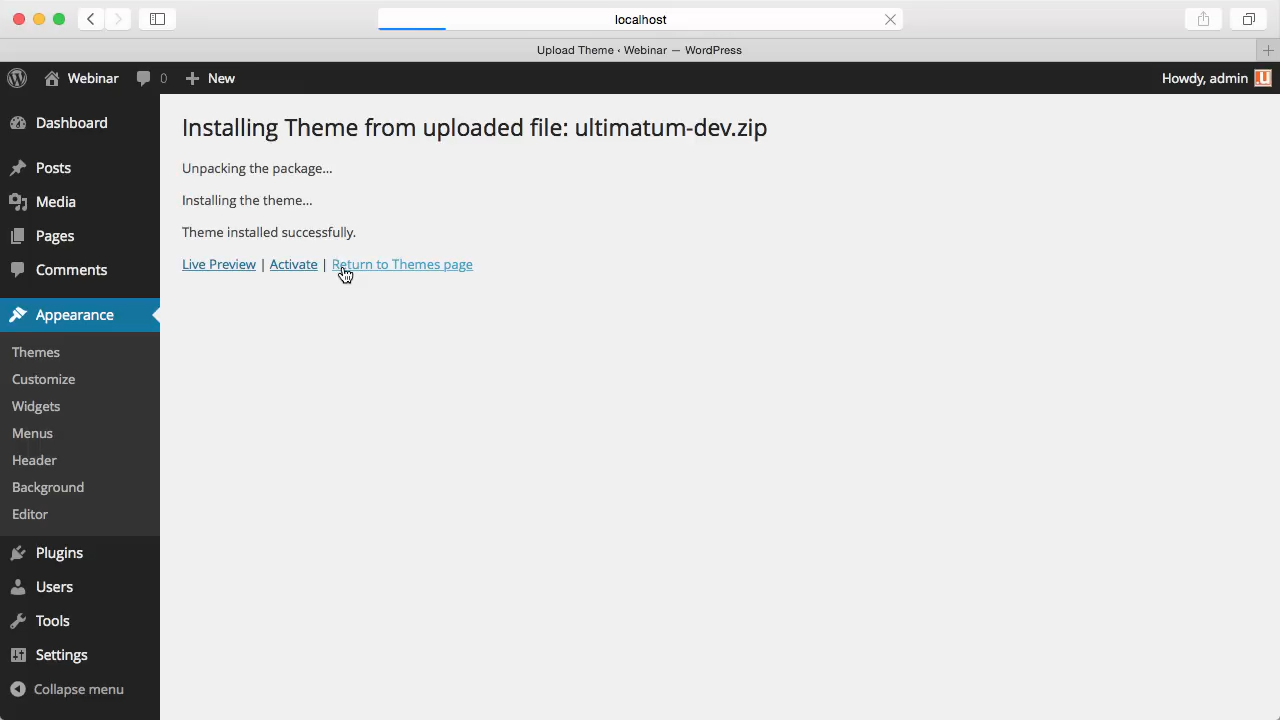 localhost
Upload Theme ‹ Webinar — WordPress
Webinar 0 New
Howdy, admin
Dashboard
Posts
Media
Pages
Comments
Appearance
Themes
Customize
Widgets
Menus
Header
Background
Editor
Plugins
Users
Tools
Settings
Collapse menu
Installing Theme from uploaded file: ultimatum-dev.zip
Unpacking the package…
Installing the theme…
Theme installed successfully.
Live Preview | Activate | Return to Themes page